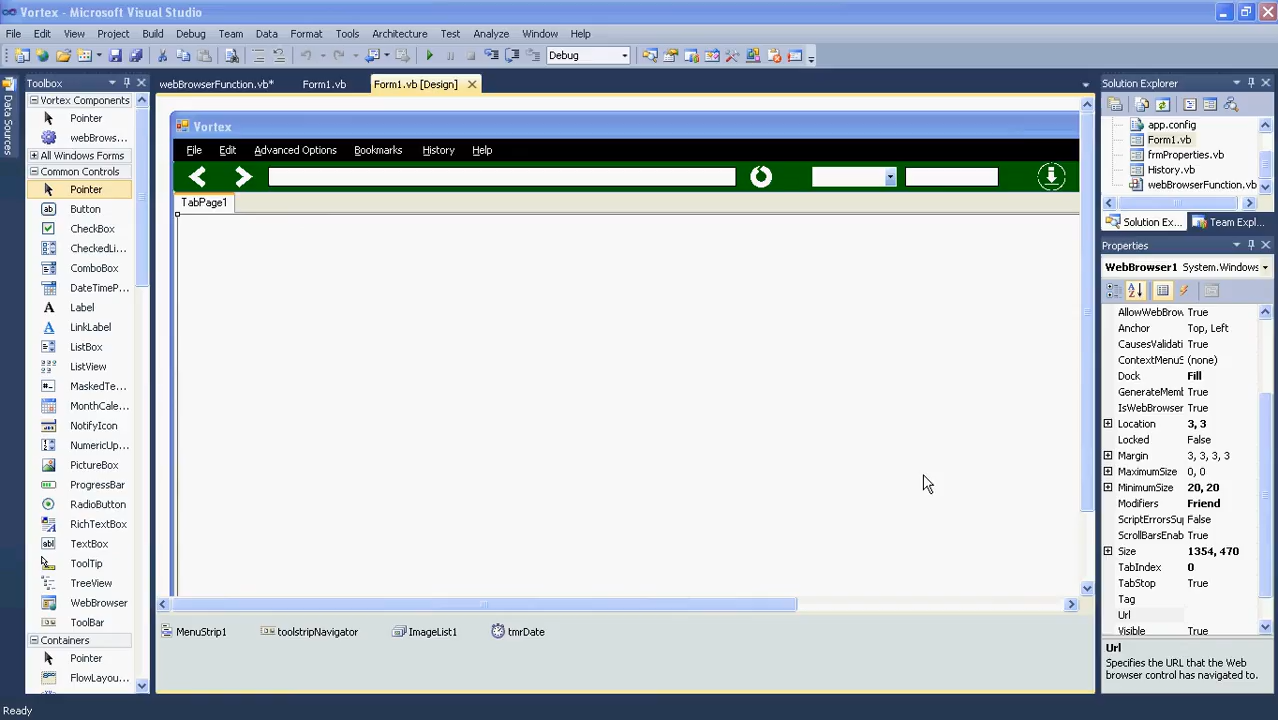 Vortex - Microsoft Visual Studio
File Edit View Project Build Debug Team Data Format Tools Architecture Test Analyze Window Help
Debug
Data Sources
Toolbox
Vortex Components
Pointer
webBrows...
All Windows Forms
Common Controls
Pointer
Button
CheckBox
CheckedLi...
ComboBox
DateTimeP...
Label
LinkLabel
ListBox
ListView
MaskedTe...
MonthCale...
NotifyIcon
NumericUp...
PictureBox
ProgressBar
RadioButton
RichTextBox
TextBox
ToolTip
TreeView
WebBrowser
ToolBar
Containers
Pointer
FlowLayou...
webBrowserFunction.vb* Form1.vb Form1.vb [Design]
Vortex
File Edit Advanced Options Bookmarks History Help
TabPage1
MenuStrip1 toolstripNavigator ImageList1 tmrDate
Solution Explorer
app.config
Form1.vb
frmProperties.vb
History.vb
webBrowserFunction.vb
Solution Ex... Team Expl...
Properties
WebBrowser1 System.Windows
AllowWebBrow True
Anchor Top, Left
CausesValidati True
ContextMenuS (none)
Dock Fill
GenerateMemb True
IsWebBrowser True
Location 3, 3
Locked False
Margin 3, 3, 3, 3
MaximumSize 0, 0
MinimumSize 20, 20
Modifiers Friend
ScriptErrorsSu False
ScrollBarsEnab True
Size 1354, 470
TabIndex 0
TabStop True
Tag
Url
Visible True
Url
Specifies the URL that the Web
browser control has navigated to.
Ready